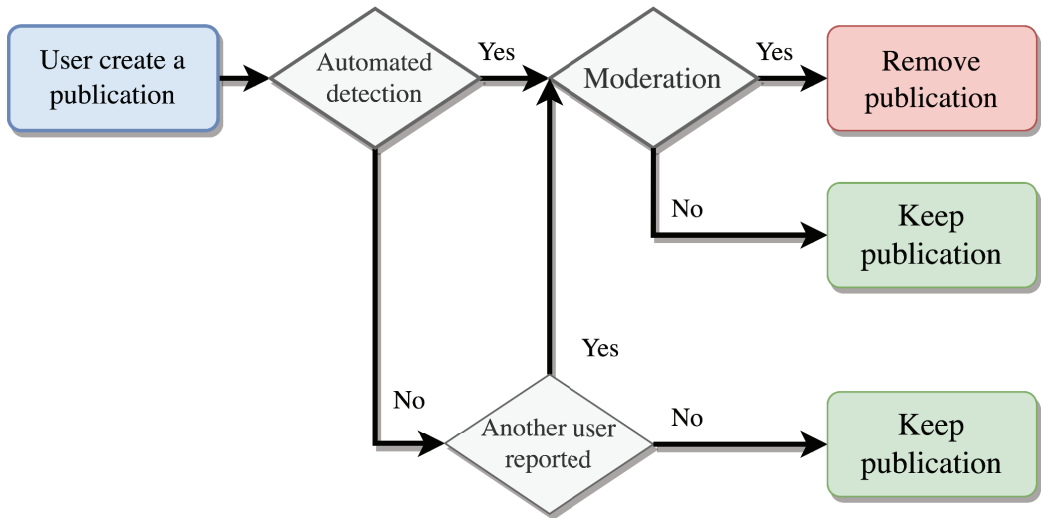 User create a
publication
Automated
detection
Yes
Moderation
Yes
Remove
publication
No
Keep
publication
Yes
No
Another user
reported
No
Keep
publication